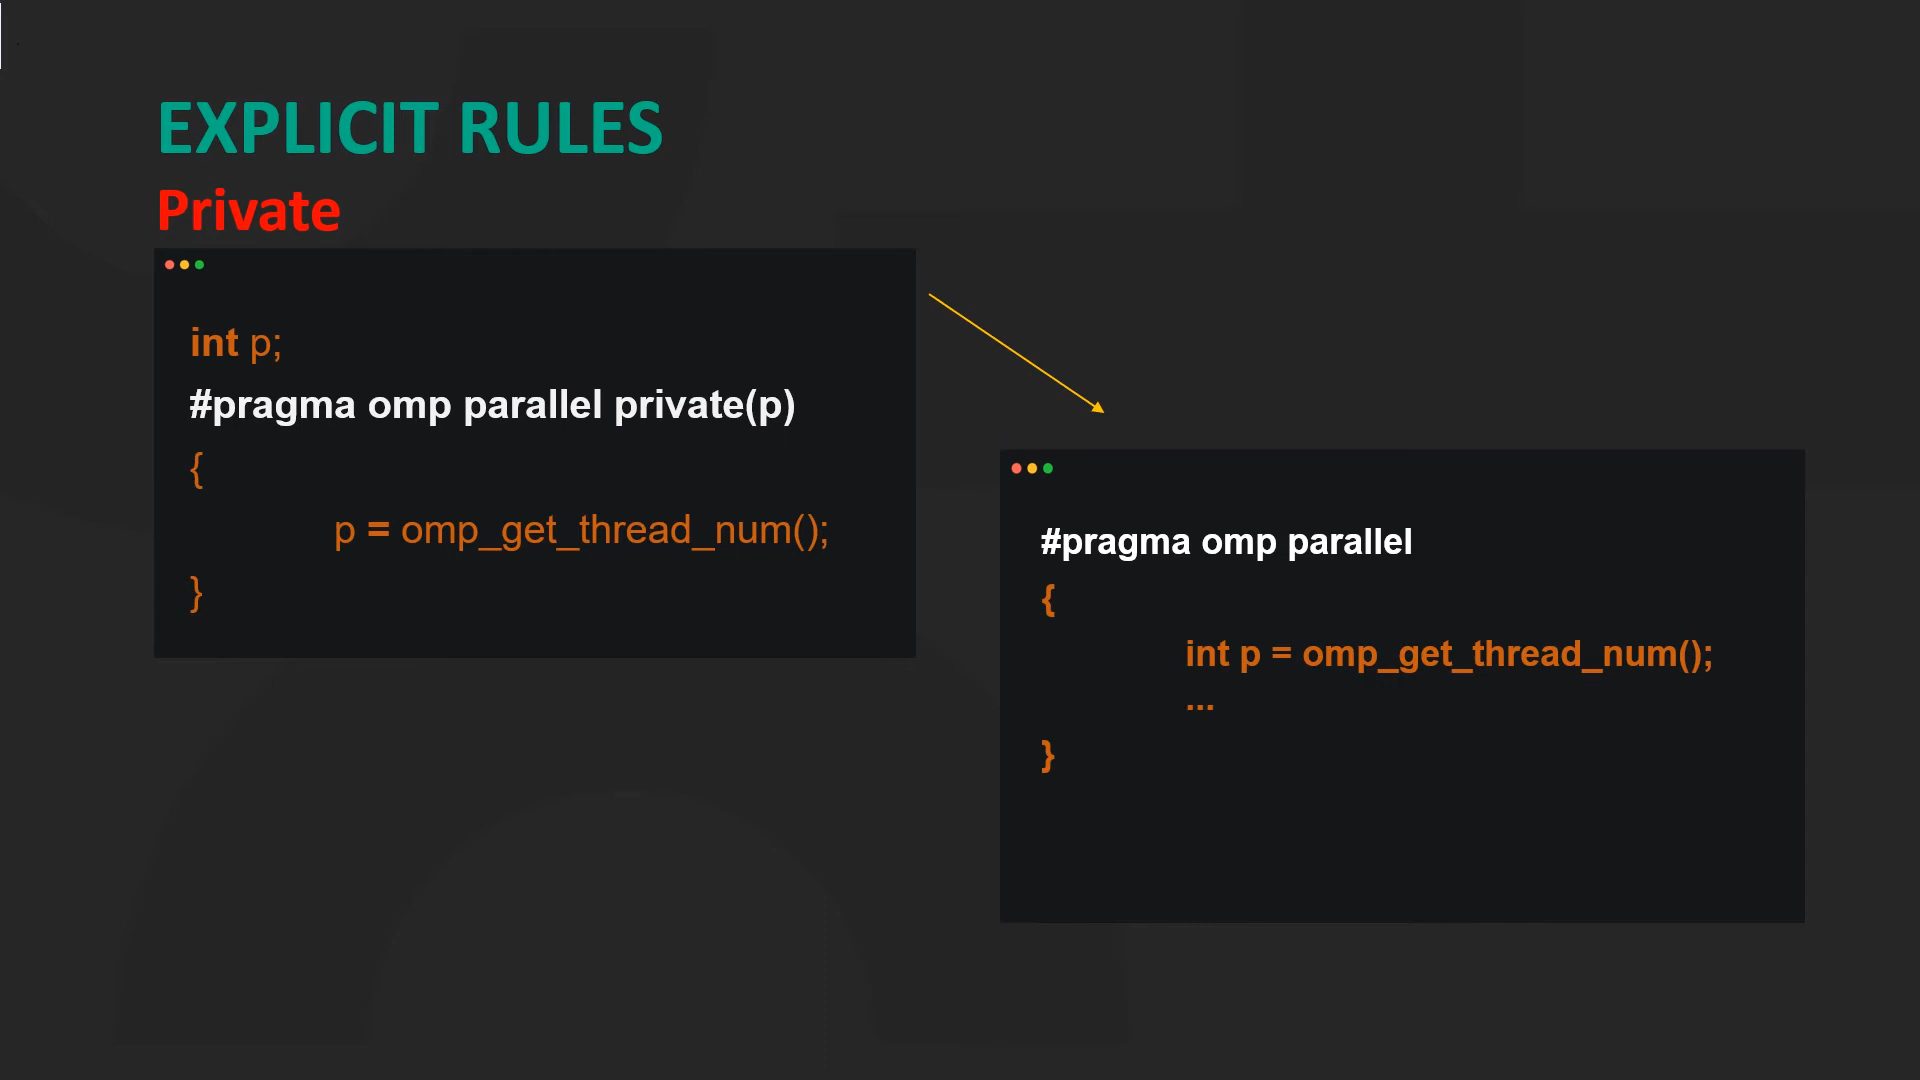 EXPLICIT RULES
Private
int p;
#pragma omp parallel private(p)
{
p = omp_get_thread_num();
}
#pragma omp parallel
{
int p = omp_get_thread_num();
...
}